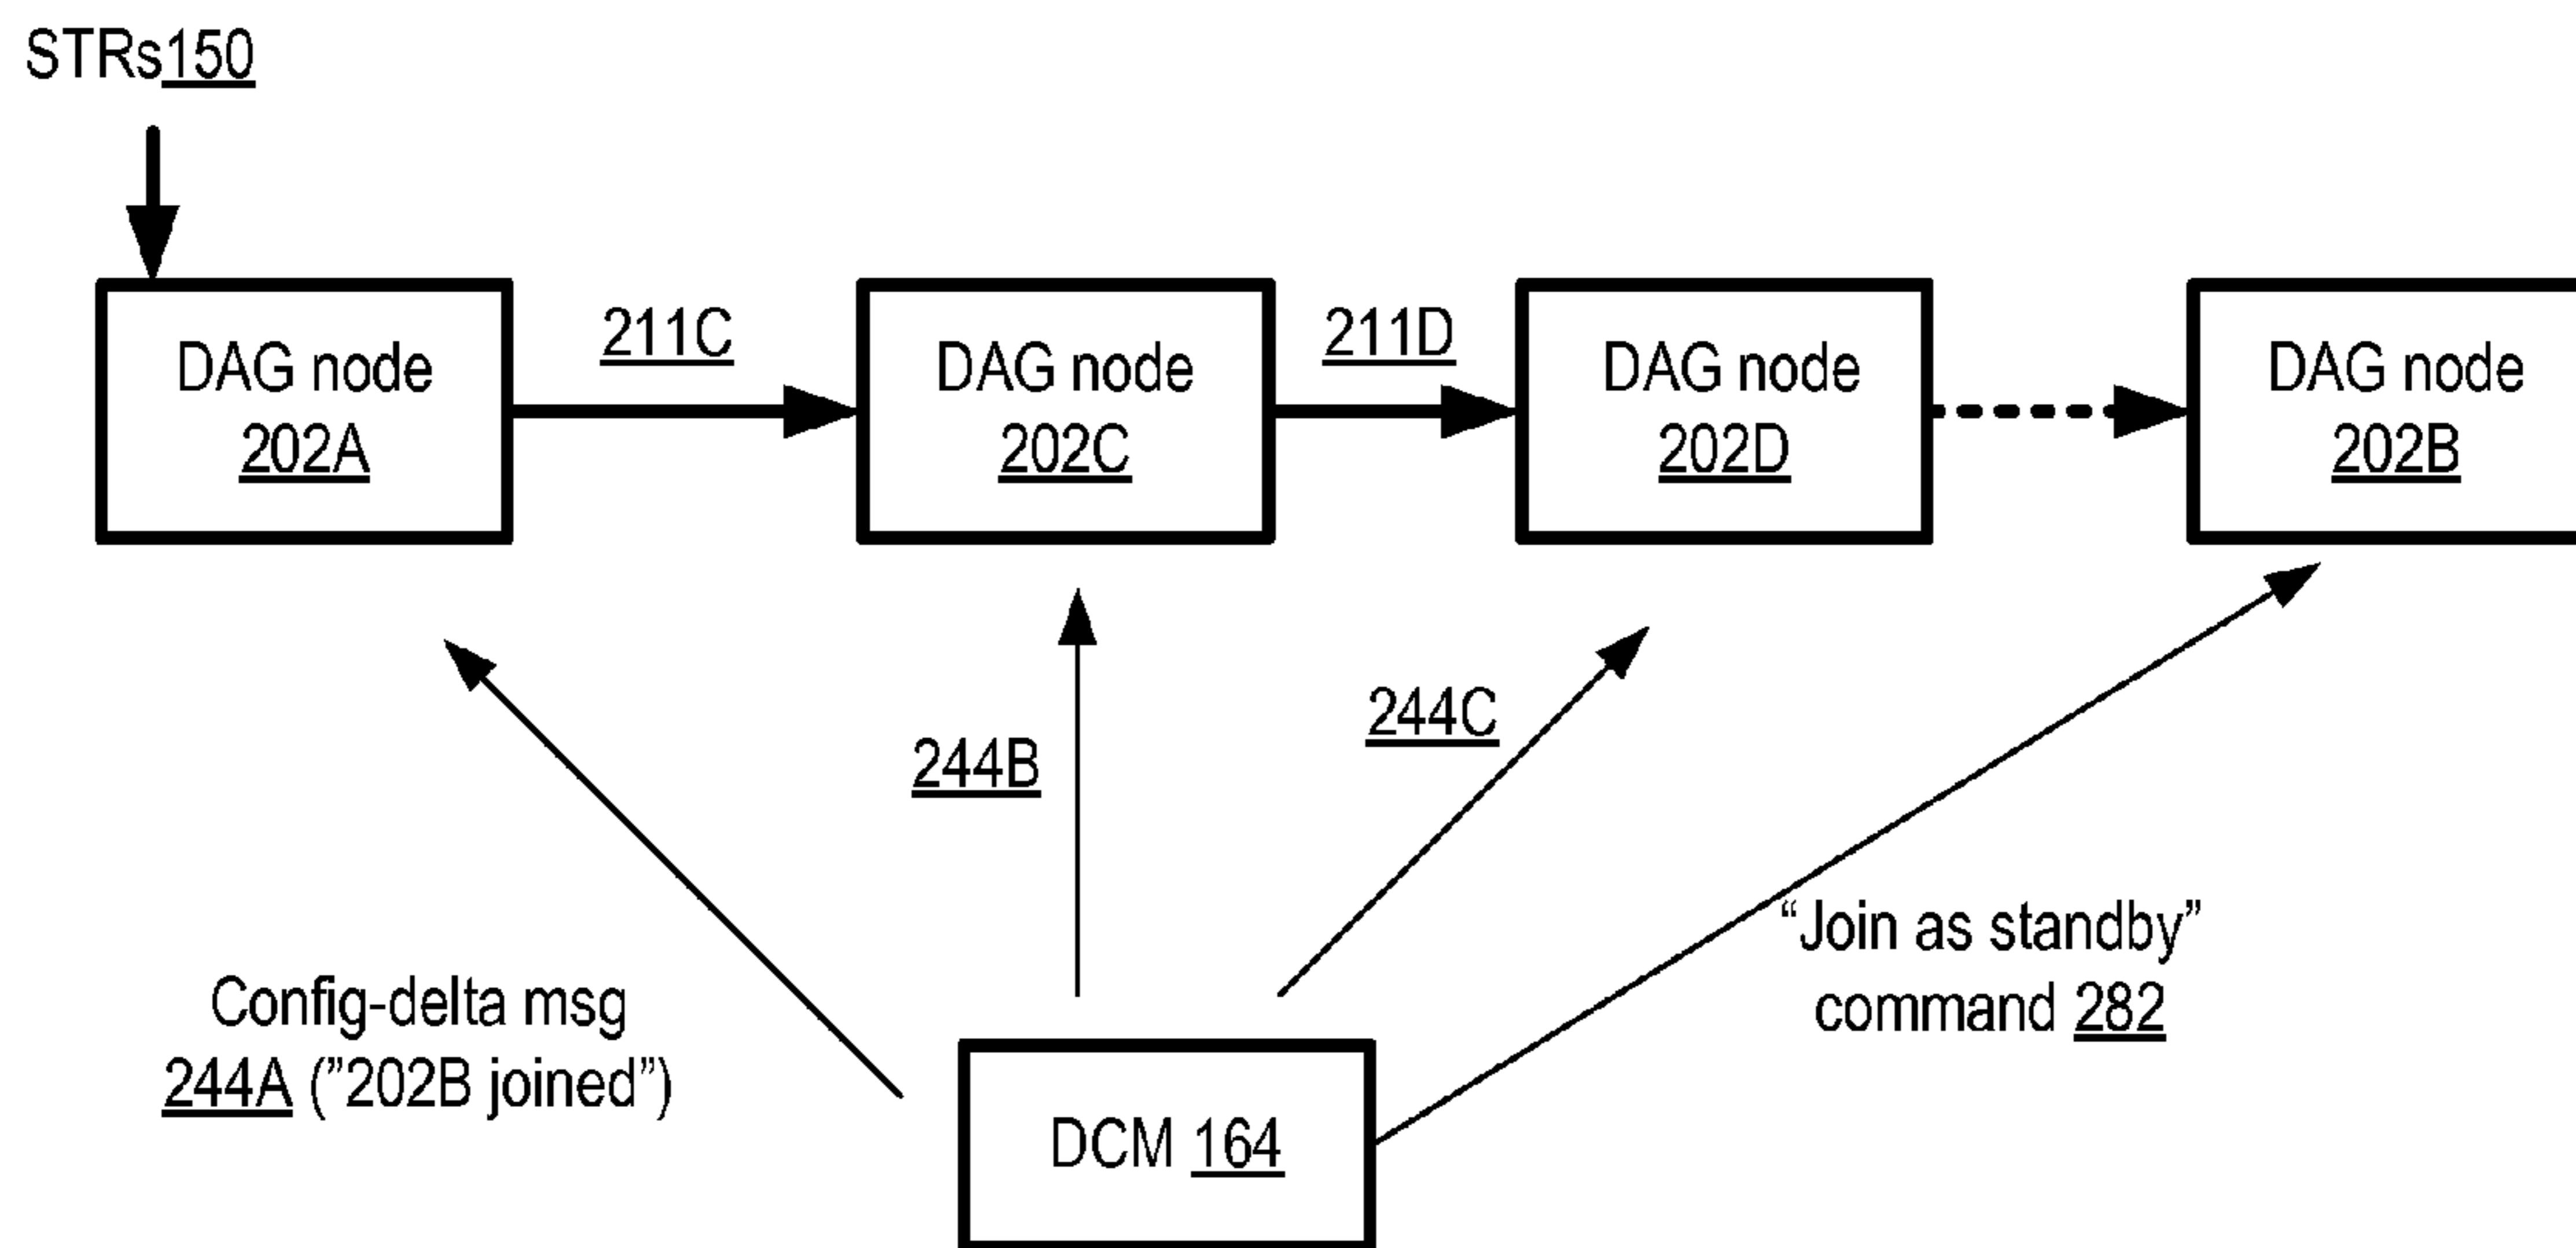 STRs150
211C
211D
DAG node
202A
DAG node
202C
DAG node
202D
DAG node
202B
244B
244C
Config-delta msg
244A (”202B joined”)
“Join as standby”
command 282
DCM 164